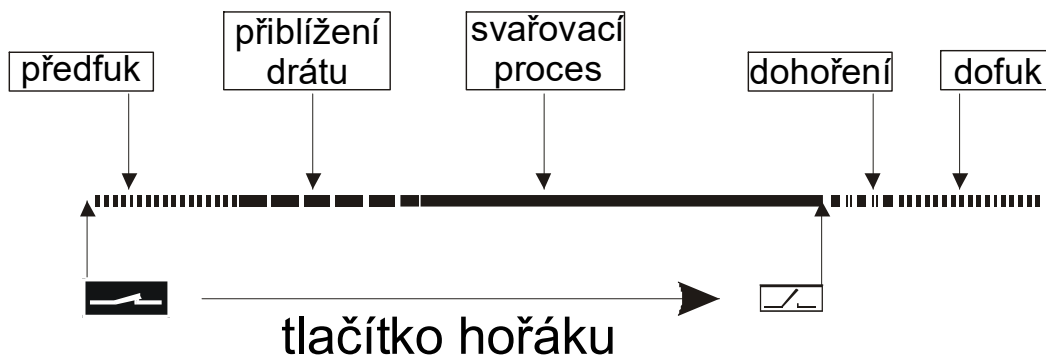 předfuk
přiblížení
drátu
svařovací
proces
dohoření
dofuk
tlačítko hořáku